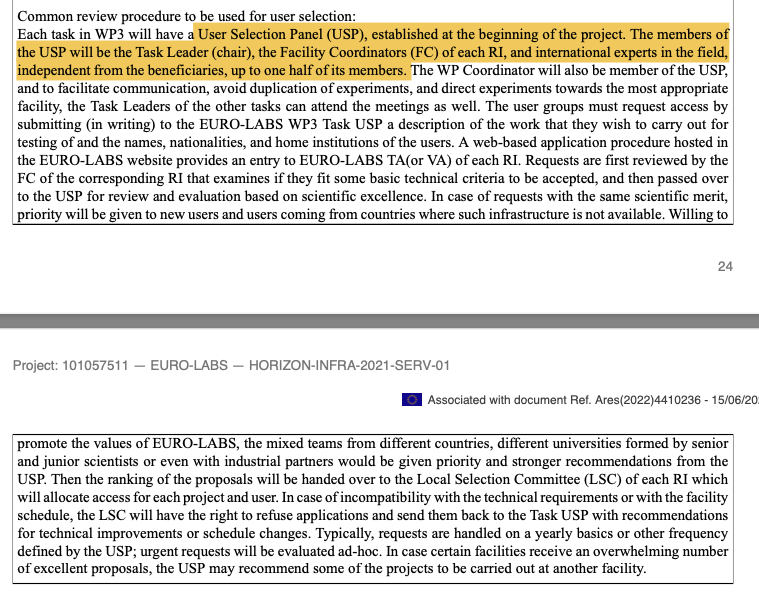 Common review procedure to be used for user selection:
Each task in WP3 will have a User Selection Panel (USP), established at the beginning of the project. The members of
the USP will be the Task Leader (chair), the Facility Coordinators (FC) of each RI, and international experts in the field,
independent from the beneficiaries, up to one half of its members. The WP Coordinator will also be member of the USP,
and to facilitate communication, avoid duplication of experiments, and direct experiments towards the most appropriate
facility, the Task Leaders of the other tasks can attend the meetings as well. The user groups must request access by
submitting (in writing) to the EURO-LABS WP3 Task USP a description of the work that they wish to carry out for
testing of and the names, nationalities, and home institutions of the users. A web-based application procedure hosted in
the EURO-LABS website provides an entry to EURO-LABS TA(or VA) of each RI. Requests are first reviewed by the
FC of the corresponding RI that examines if they fit some basic technical criteria to be accepted, and then passed over
to the USP for review and evaluation based on scientific excellence. In case of requests with the same scientific merit,
priority will be given to new users and users coming from countries where such infrastructure is not available. Willing to
24
Project: 101057511 — EURO-LABS — HORIZON-INFRA-2021-SERV-01
Associated with document Ref. Ares(2022)4410236 - 15/06/20
promote the values of EURO-LABS, the mixed teams from different countries, different universities formed by senior
and junior scientists or even with industrial partners would be given priority and stronger recommendations from the
USP. Then the ranking of the proposals will be handed over to the Local Selection Committee (LSC) of each RI which
will allocate access for each project and user. In case of incompatibility with the technical requirements or with the facility
schedule, the LSC will have the right to refuse applications and send them back to the Task USP with recommendations
for technical improvements or schedule changes. Typically, requests are handled on a yearly basics or other frequency
defined by the USP; urgent requests will be evaluated ad-hoc. In case certain facilities receive an overwhelming number
of excellent proposals, the USP may recommend some of the projects to be carried out at another facility.